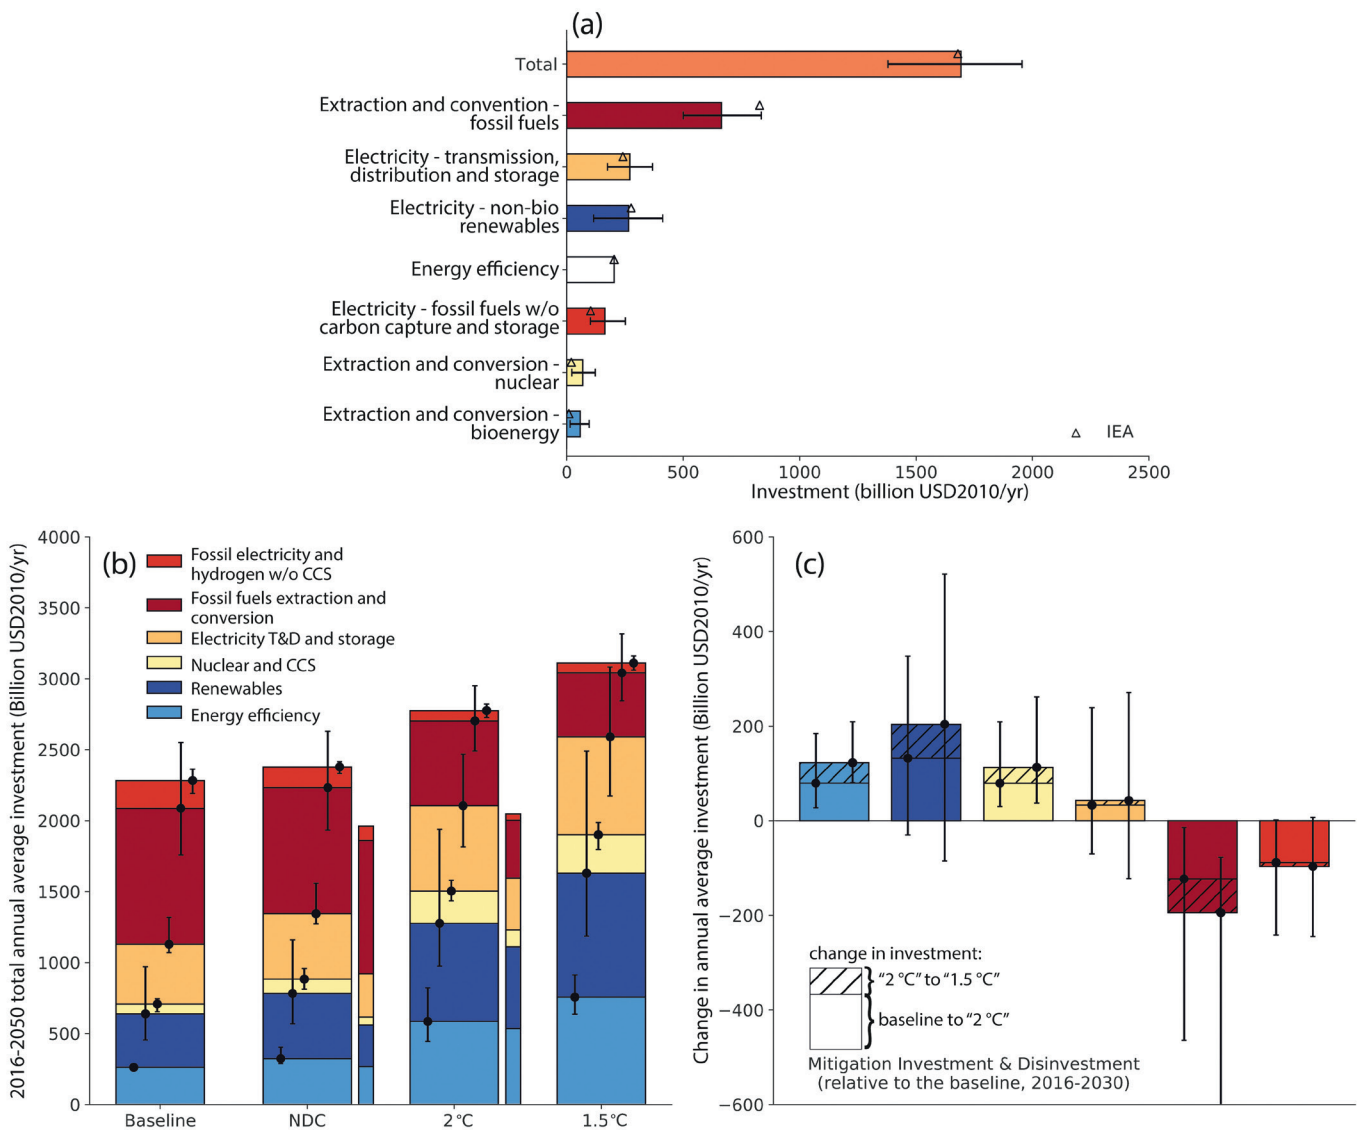 (a)
Total
Extraction and convention -
fossil fuels
Electricity - transmission,
distribution and storage
Electricity - non-bio
renewables
Energy efficiency
Electricity - fossil fuels w/o
carbon capture and storage
Extraction and conversion -
nuclear
Extraction and conversion -
bioenergy
IEA
0 500 1000 1500 2000 2500
Investment (billion USD2010/yr)
(b)
2016-2050 total annual average investment (Billion USD2010/yr)
4000
3500
3000
2500
2000
1500
1000
500
0
Fossil electricity and
hydrogen w/o CCS
Fossil fuels extraction and
conversion
Electricity T&D and storage
Nuclear and CCS
Renewables
Energy efficiency
Baseline NDC 2°C 1.5°C
(c)
Change in annual average investment (Billion USD2010/yr)
600
400
200
0
−200
−400
−600
change in investment:
“2 °C” to “1.5 °C”
baseline to “2 °C”
Mitigation Investment & Disinvestment
(relative to the baseline, 2016-2030)